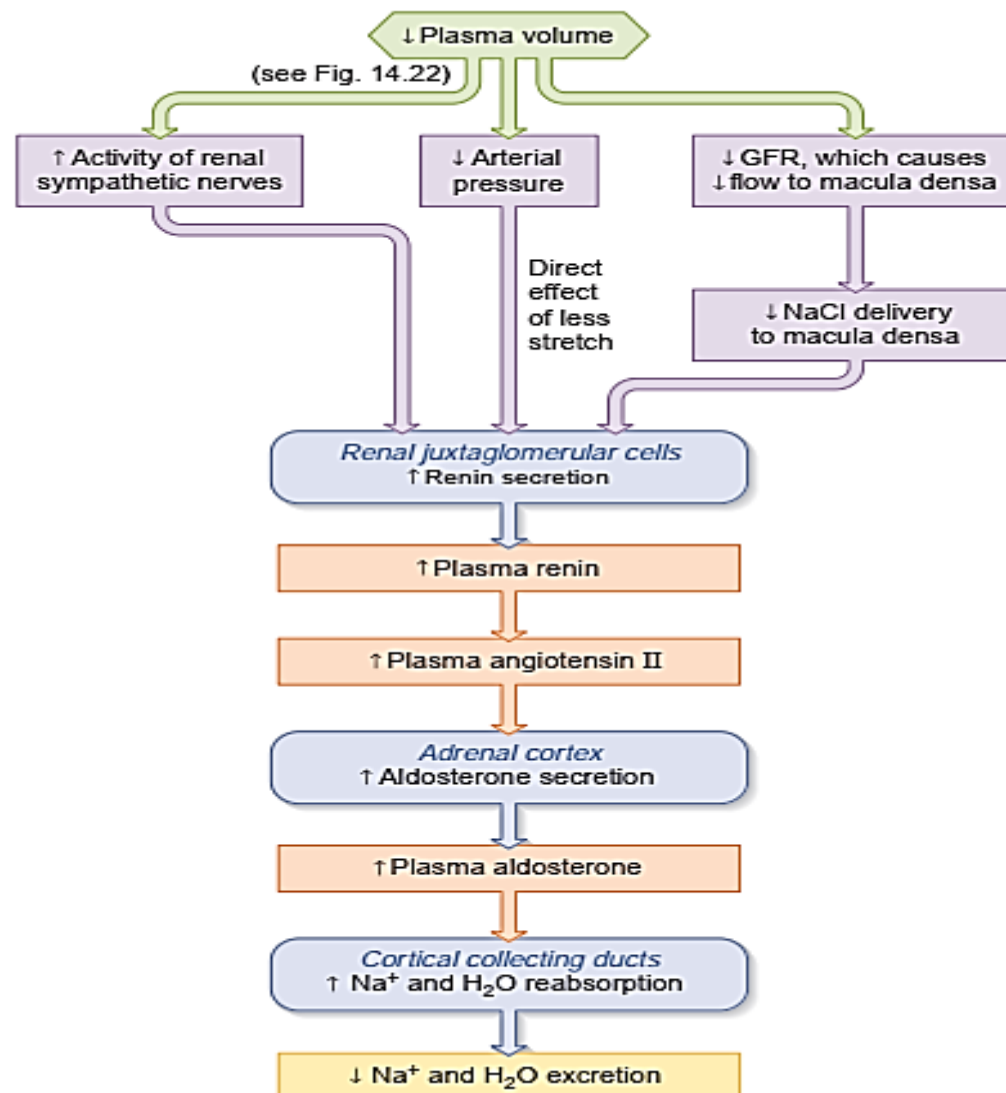 ↓Plasma volume
(see Fig. 14.22)
↑ Activity of renal
sympathetic nerves
↓ Arterial
pressure
↓GFR, which causes
↓flow to macula densa
Direct
effect
of less
stretch
↓NaCl delivery
to macula densa
Renal juxtaglomerular cells
↑Renin secretion
↑Plasma renin
↑Plasma angiotensin II
Adrenal cortex
↑ Aldosterone secretion
↑Plasma aldosterone
Cortical collecting ducts
↑ Na⁺ and H₂O reabsorption
↓ Na⁺ and H₂O excretion